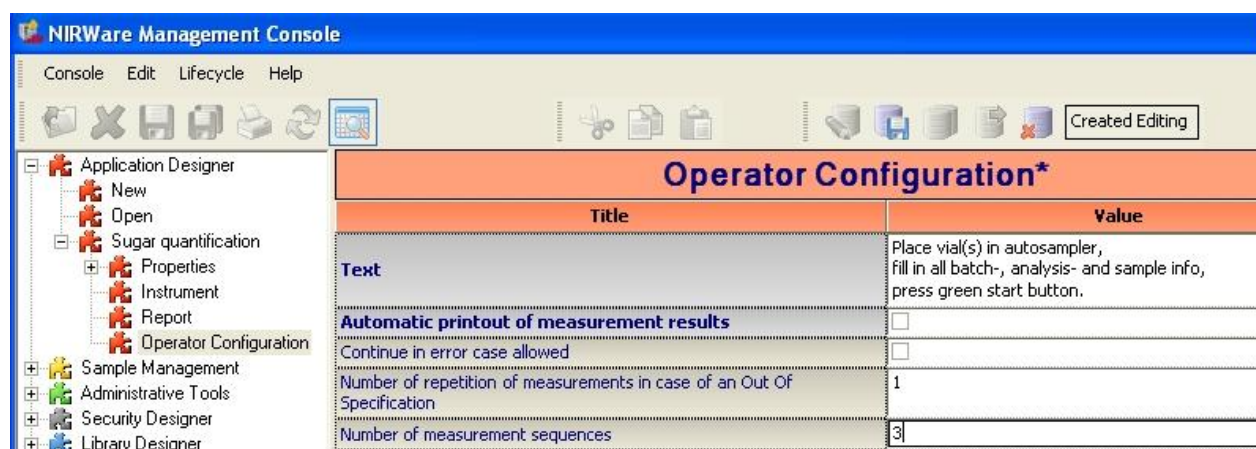 NIRWare Management Console
Console Edit Lifecycle Help
Created Editing
Application Designer
New
Open
Sugar quantification
Properties
Instrument
Report
Operator Configuration
Sample Management
Administrative Tools
Security Designer
Library Designer
Operator Configuration*
Title Value
Text
Place vial(s) in autosampler,
fill in all batch-, analysis- and sample info,
press green start button.
Automatic printout of measurement results
Continue in error case allowed
Number of repetition of measurements in case of an Out Of
Specification
1
Number of measurement sequences
3